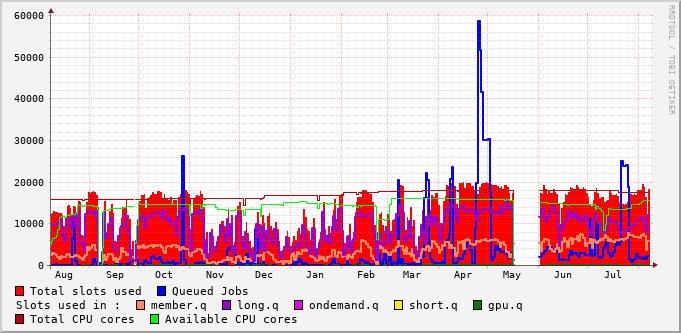 RRDTOOL / TOBI OETIKER
60000
50000
40000
30000
20000
10000
0
Aug Sep Oct Nov Dec Jan Feb Mar Apr May Jun Jul
Total slots used Queued Jobs
Slots used in : member.q long.q ondemand.q short.q gpu.q
Total CPU cores Available CPU cores